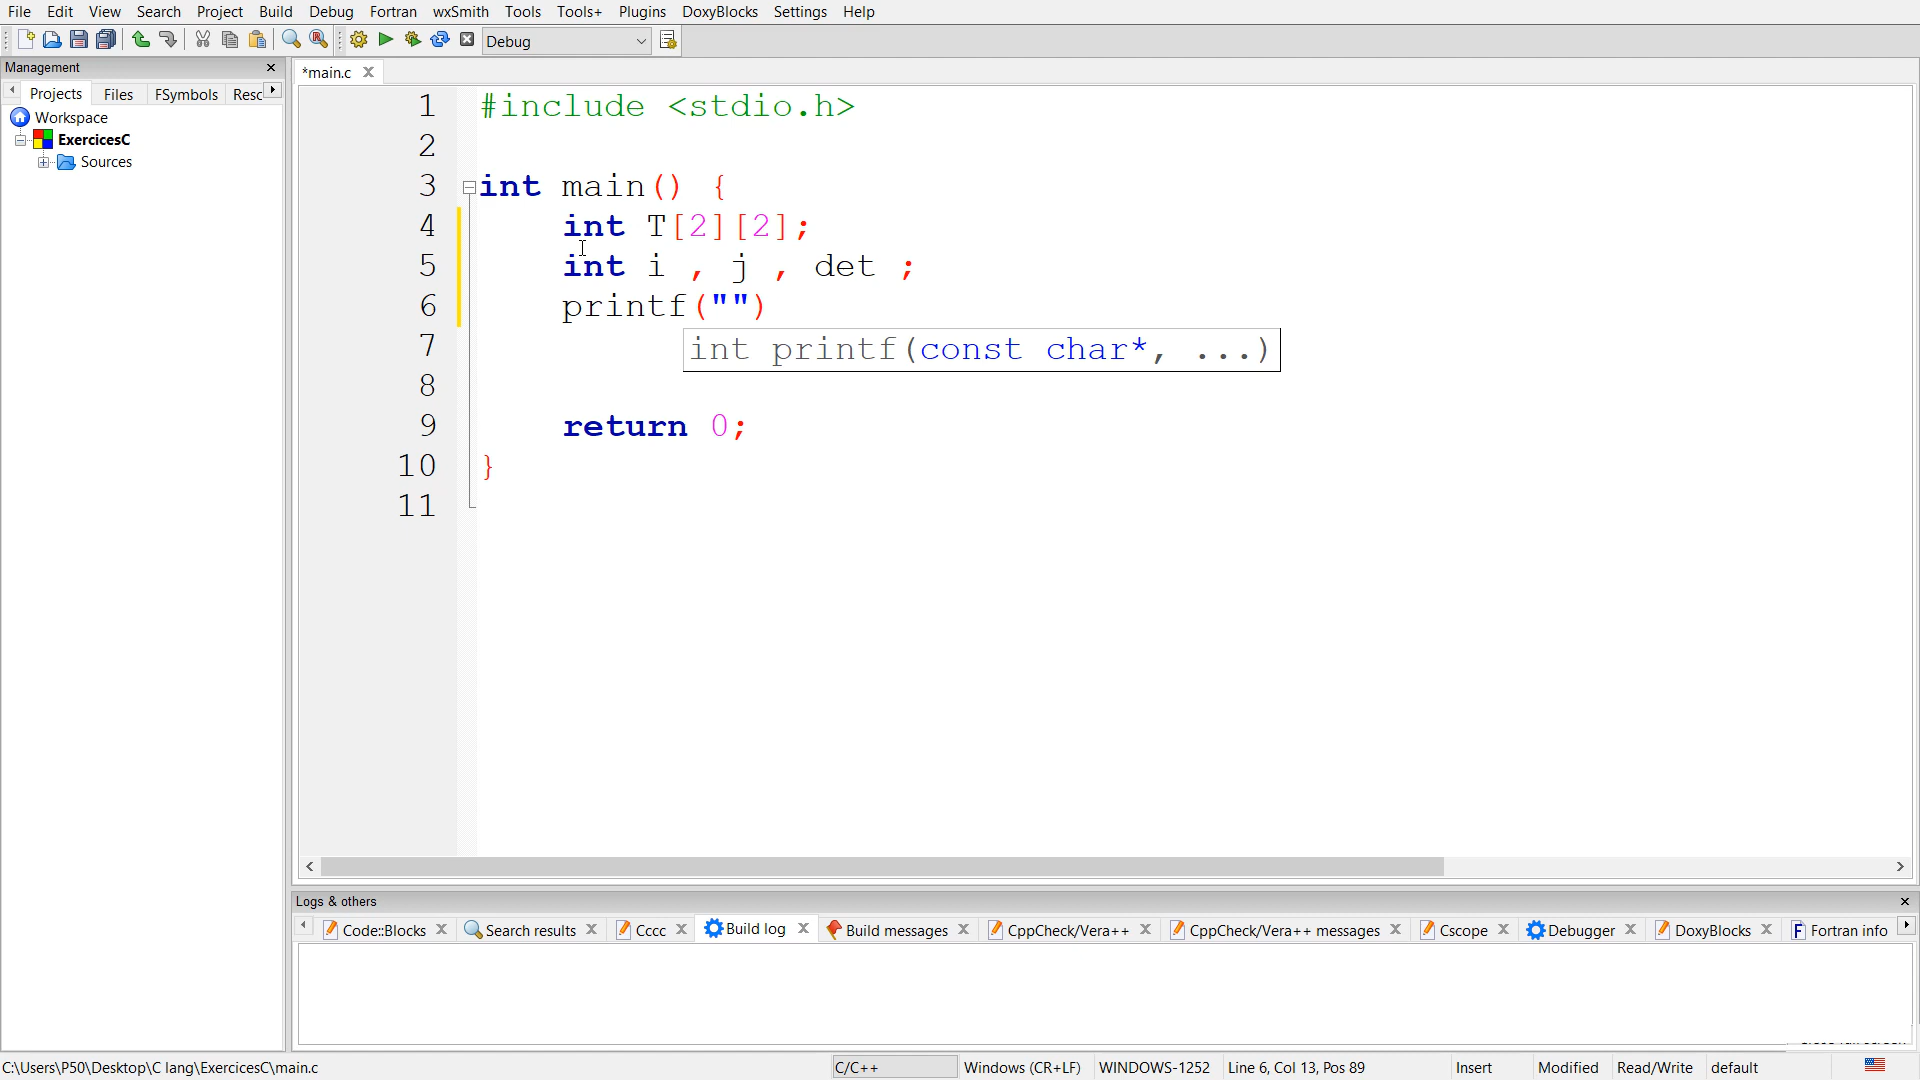 File Edit View Search Project Build Debug Fortran wxSmith Tools Tools+ Plugins DoxyBlocks Settings Help
Debug
Management
*main.c
Projects Files FSymbols Resc
Workspace
ExercicesC
Sources
1 #include <stdio.h>
2
3 int main() {
4 int T[2][2];
5 int i , j , det ;
6 printf("")
7 int printf(const char*, ...)
8
9 return 0;
10 }
11
Logs & others
Code::Blocks Search results Cccc Build log Build messages CppCheck/Vera++ CppCheck/Vera++ messages Cscope Debugger DoxyBlocks Fortran info
C:\Users\P50\Desktop\C lang\ExercicesC\main.c C/C++ Windows (CR+LF) WINDOWS-1252 Line 6, Col 13, Pos 89 Insert Modified Read/Write default